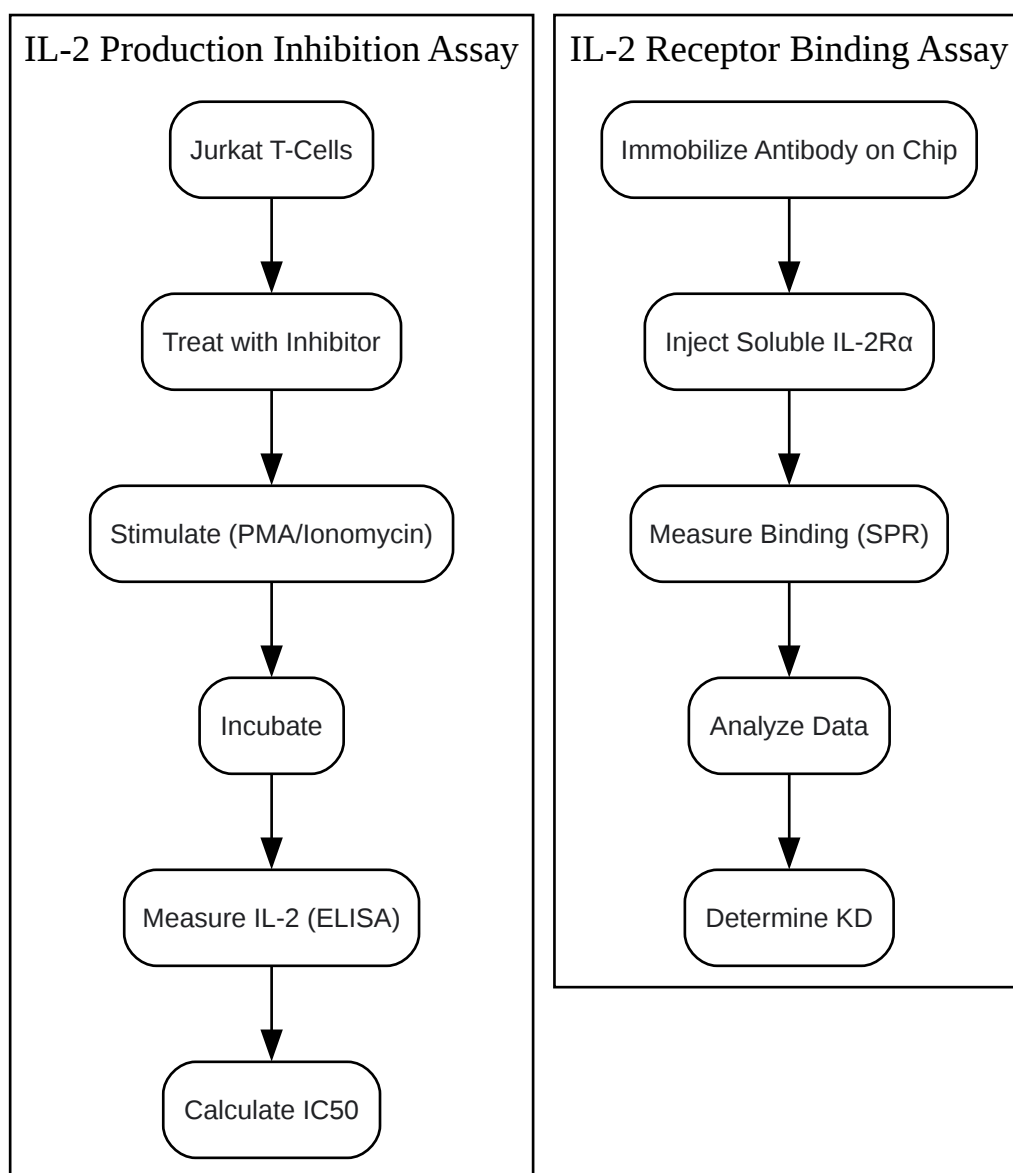 IL-2 Production Inhibition Assay
Jurkat T-Cells
Treat with Inhibitor
Stimulate (PMA/Ionomycin)
Incubate
Measure IL-2 (ELISA)
Calculate IC50
IL-2 Receptor Binding Assay
Immobilize Antibody on Chip
Inject Soluble IL-2Rα
Measure Binding (SPR)
Analyze Data
Determine KD